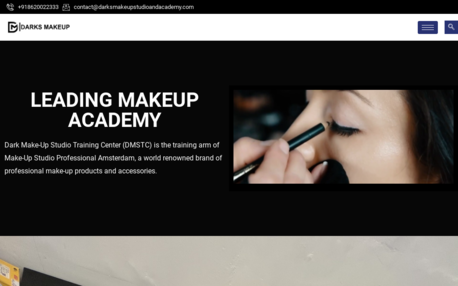 +918620022333 contact@darksmakeupstudioandacademy.com
DARKS MAKEUP
LEADING MAKEUP
ACADEMY
Dark Make-Up Studio Training Center (DMSTC) is the training arm of
Make-Up Studio Professional Amsterdam, a world renowned brand of
professional make-up products and accessories.